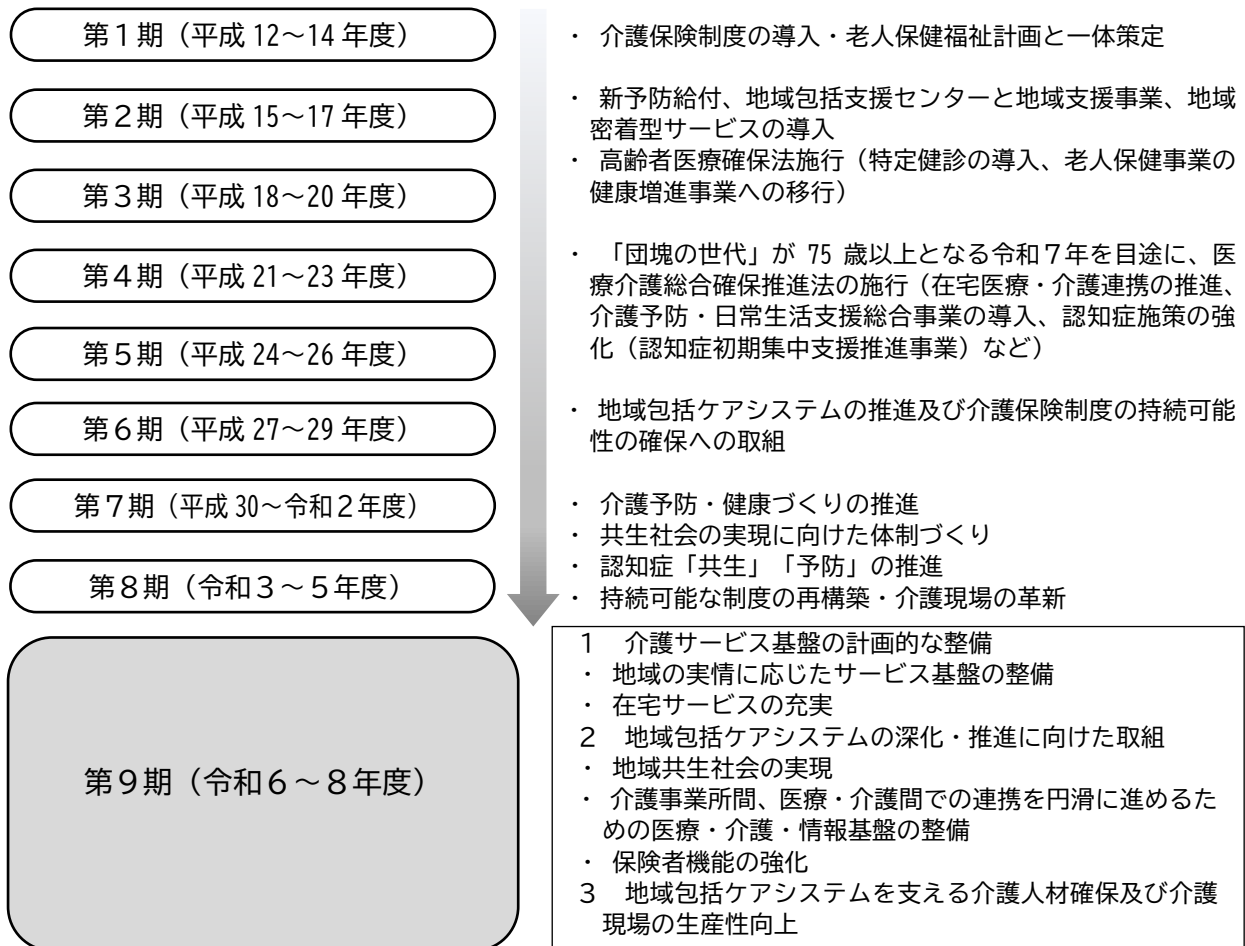 第１期（平成 12～14 年度）
・ 介護保険制度の導入・老人保健福祉計画と一体策定
第２期（平成 15～17 年度）
・ 新予防給付、地域包括支援センターと地域支援事業、地域
密着型サービスの導入
・ 高齢者医療確保法施行（特定健診の導入、老人保健事業の
健康増進事業への移行）
第３期（平成 18～20 年度）
第４期（平成 21～23 年度）
・ 「団塊の世代」が 75 歳以上となる令和７年を目途に、医
療介護総合確保推進法の施行（在宅医療・介護連携の推進、
介護予防・日常生活支援総合事業の導入、認知症施策の強
化（認知症初期集中支援推進事業）など）
第５期（平成 24～26 年度）
第６期（平成 27～29 年度）
・ 地域包括ケアシステムの推進及び介護保険制度の持続可能
性の確保への取組
第７期（平成 30～令和２年度）
・ 介護予防・健康づくりの推進
・ 共生社会の実現に向けた体制づくり
・ 認知症「共生」「予防」の推進
・ 持続可能な制度の再構築・介護現場の革新
第８期（令和３～５年度）
第９期（令和６～８年度）
１ 介護サービス基盤の計画的な整備
・ 地域の実情に応じたサービス基盤の整備
・ 在宅サービスの充実
２ 地域包括ケアシステムの深化・推進に向けた取組
・ 地域共生社会の実現
・ 介護事業所間、医療・介護間での連携を円滑に進めるた
めの医療・介護・情報基盤の整備
・ 保険者機能の強化
３ 地域包括ケアシステムを支える介護人材確保及び介護
現場の生産性向上